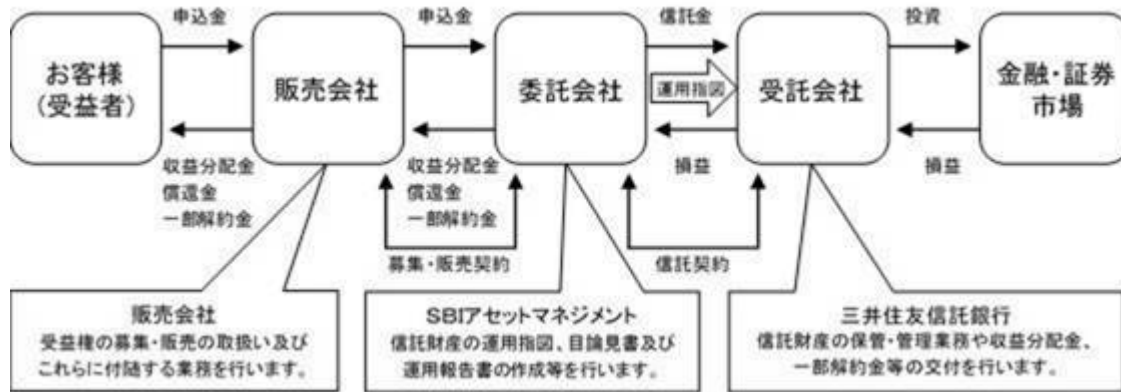 申込金
申込金
信託金
投資
お客様
(受益者)
販売会社
委託会社
運用指図
受託会社
金融・証券
市場
収益分配金
償還金
一部解約金
収益分配金
償還金
一部解約金
損益
損益
募集・販売契約
信託契約
販売会社
受益権の募集・販売の取扱い及び
これらに付随する業務を行います。
SBIアセットマネジメント
信託財産の運用指図、目論見書及び
運用報告書の作成等を行います。
三井住友信託銀行
信託財産の保管・管理業務や収益分配金、
一部解約金等の交付を行います。